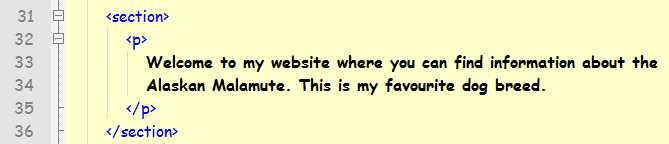 31 <section>
32 <p>
33 Welcome to my website where you can find information about the
34 Alaskan Malamute. This is my favourite dog breed.
35 </p>
36 </section>